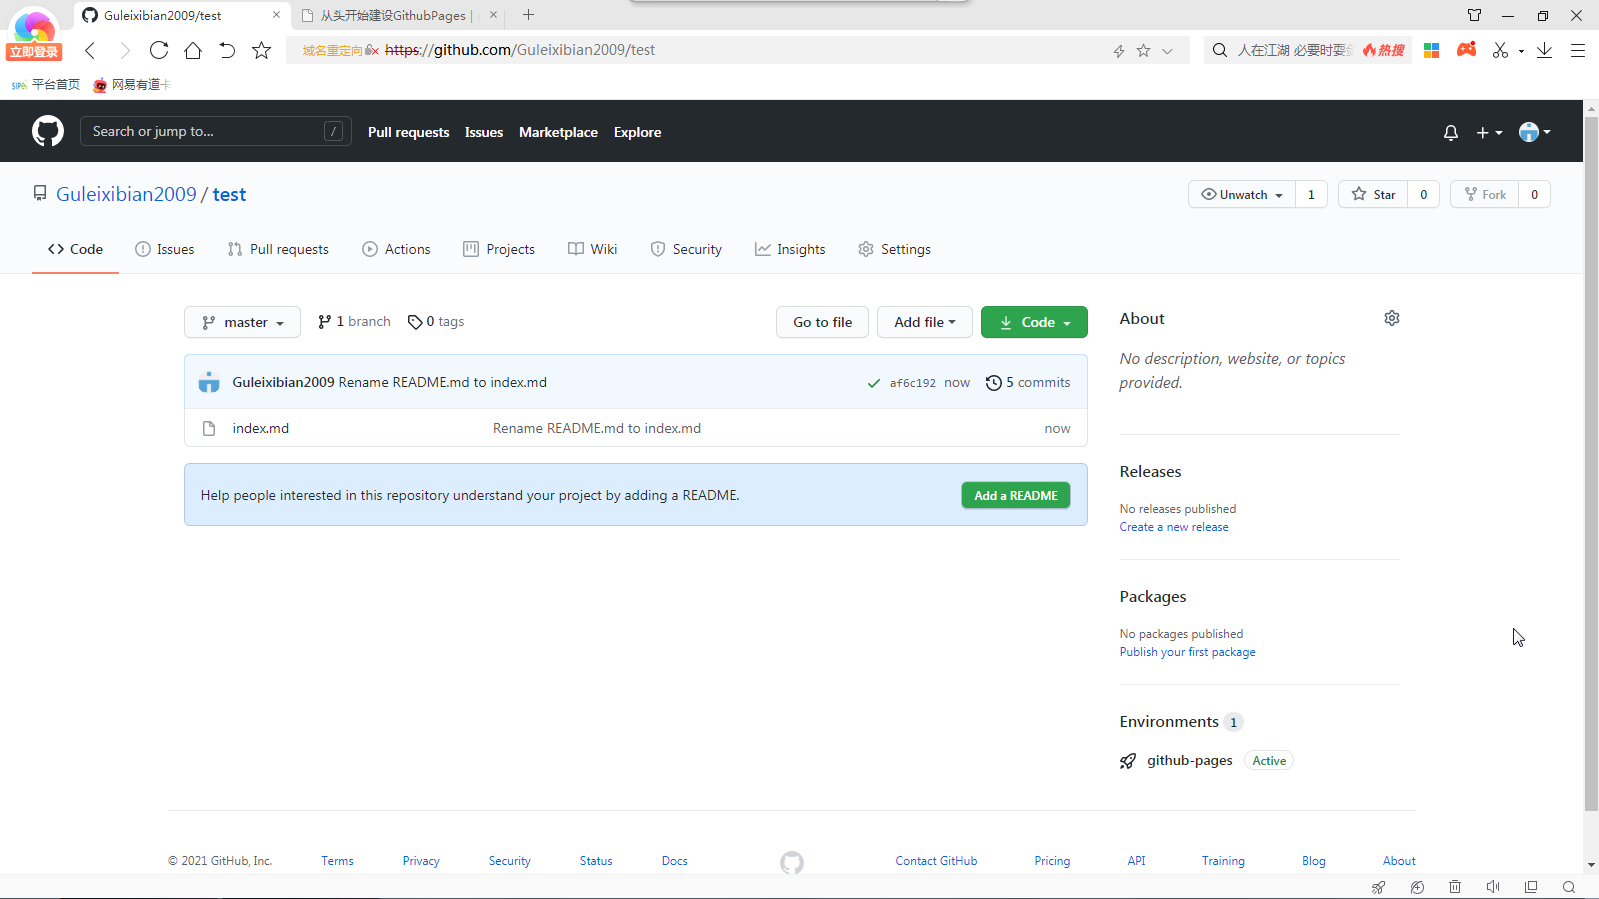 Guleixibian2009/test
从头开始建设GithubPages |
立即登录
域名重定向 https://github.com/Guleixibian2009/test
人在江湖 必要时耍
热搜
平台首页
网易有道卡
Search or jump to... /
Pull requests Issues Marketplace Explore
Guleixibian2009 / test
Unwatch 1
Star 0
Fork 0
Code
Issues
Pull requests
Actions
Projects
Wiki
Security
Insights
Settings
master
1 branch
0 tags
Go to file
Add file
Code
Guleixibian2009 Rename README.md to index.md
af6c192 now
5 commits
index.md Rename README.md to index.md now
Help people interested in this repository understand your project by adding a README.
Add a README
About
No description, website, or topics
provided.
Releases
No releases published
Create a new release
Packages
No packages published
Publish your first package
Environments 1
github-pages Active
© 2021 GitHub, Inc. Terms Privacy Security Status Docs Contact GitHub Pricing API Training Blog About